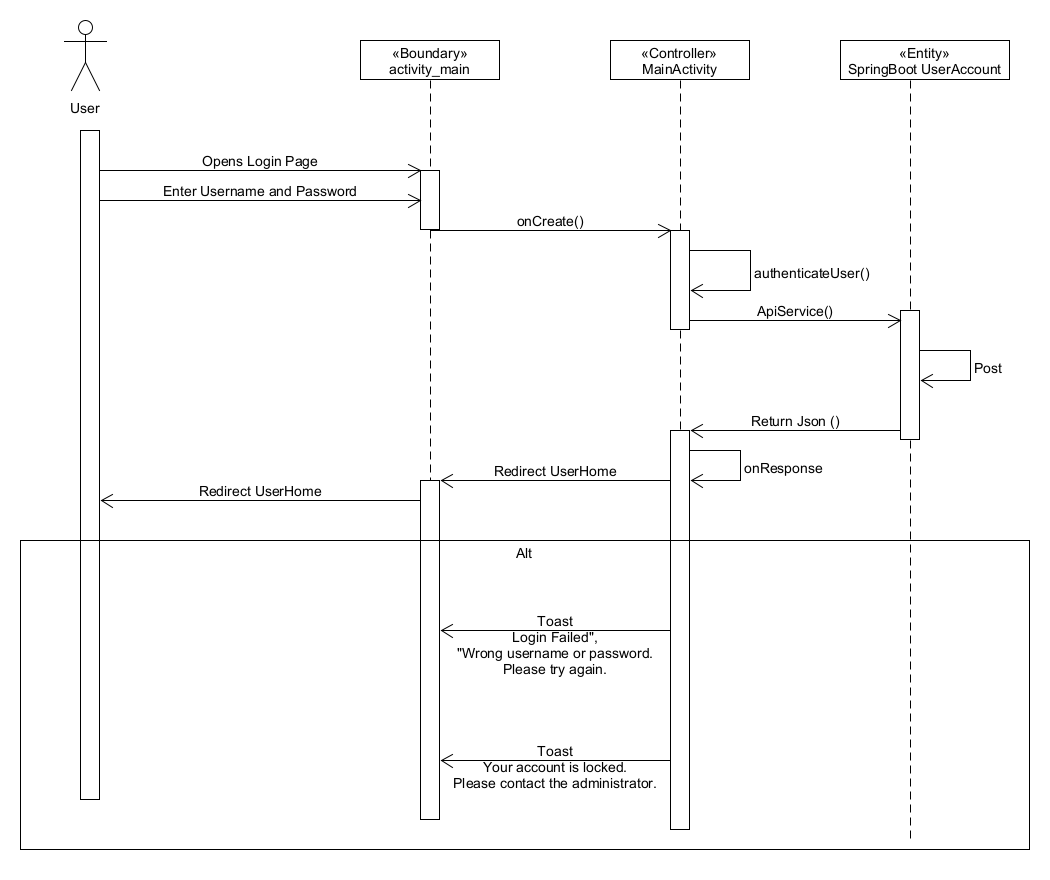 «Boundary»
activity_main
«Controller»
MainActivity
«Entity»
SpringBoot UserAccount
User
Opens Login Page
Enter Username and Password
onCreate()
authenticateUser()
ApiService()
Post
Return Json ()
onResponse
Redirect UserHome
Redirect UserHome
Alt
Toast
Login Failed",
"Wrong username or password.
Please try again.
Toast
Your account is locked.
Please contact the administrator.